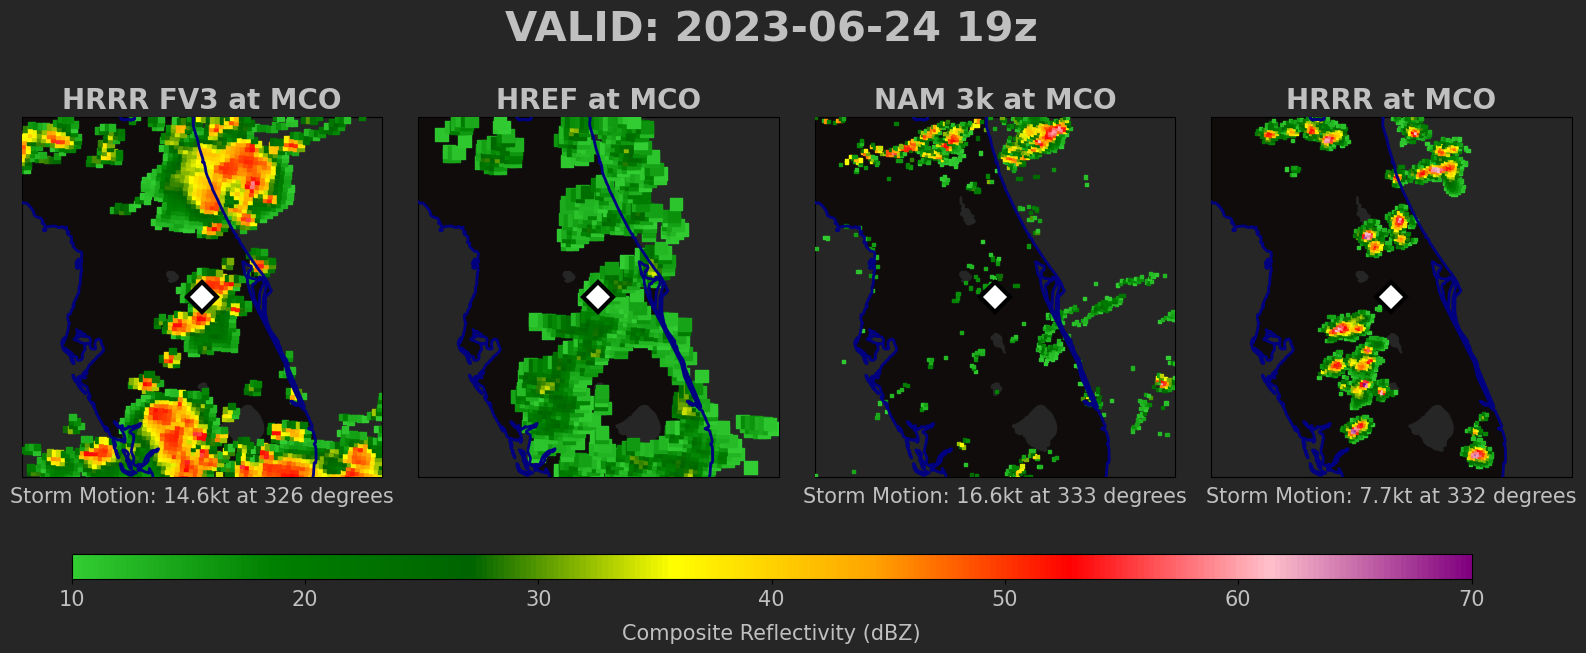 VALID: 2023-06-24 19z
HRRR FV3 at MCO
HREF at MCO
NAM 3k at MCO
HRRR at MCO
Storm Motion: 14.6kt at 326 degrees
Storm Motion: 16.6kt at 333 degrees
Storm Motion: 7.7kt at 332 degrees
10 20 30 40 50 60 70
Composite Reflectivity (dBZ)